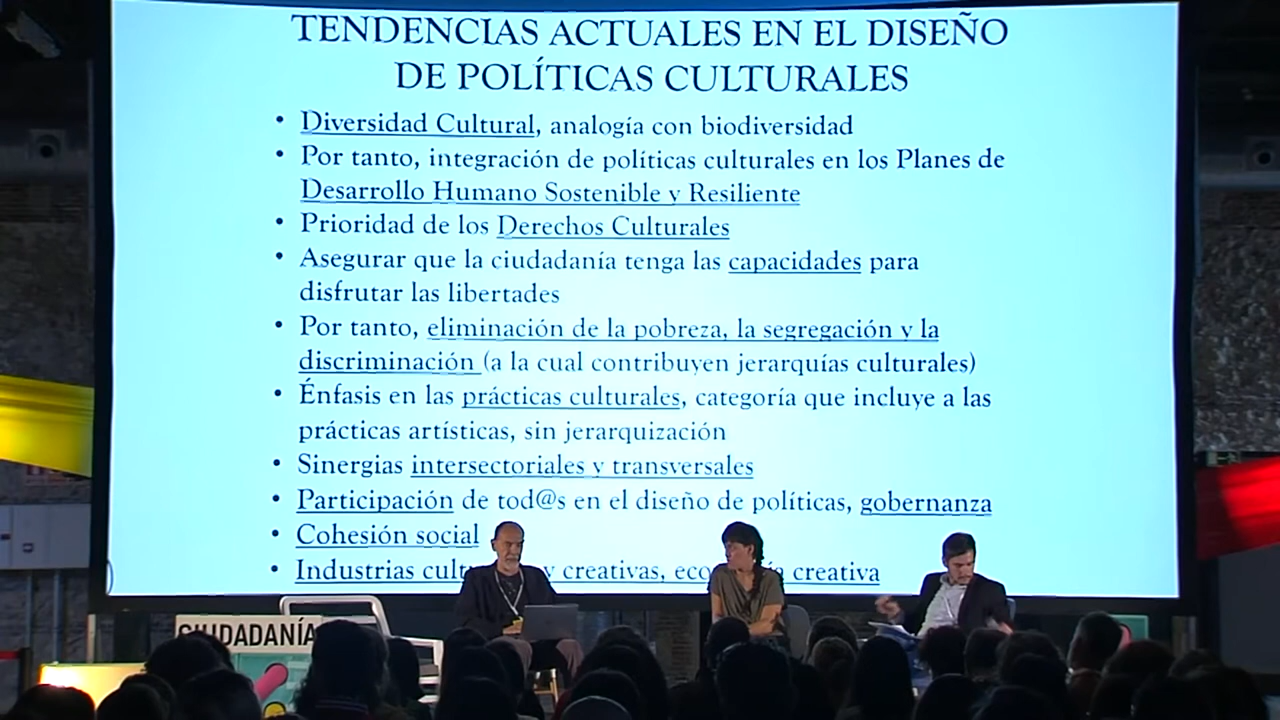 TENDENCIAS ACTUALES EN EL DISEÑO
DE POLÍTICAS CULTURALES
• Diversidad Cultural, analogía con biodiversidad
• Por tanto, integración de políticas culturales en los Planes de
Desarrollo Humano Sostenible y Resiliente
• Prioridad de los Derechos Culturales
• Asegurar que la ciudadanía tenga las capacidades para
disfrutar las libertades
• Por tanto, eliminación de la pobreza, la segregación y la
discriminación (a la cual contribuyen jerarquías culturales)
• Énfasis en las prácticas culturales, categoría que incluye a las
prácticas artísticas, sin jerarquización
• Sinergias intersectoriales y transversales
• Participación de tod@s en el diseño de políticas, gobernanza
• Cohesión social
• Industrias y creativas, creativa
CIUDADANÍA